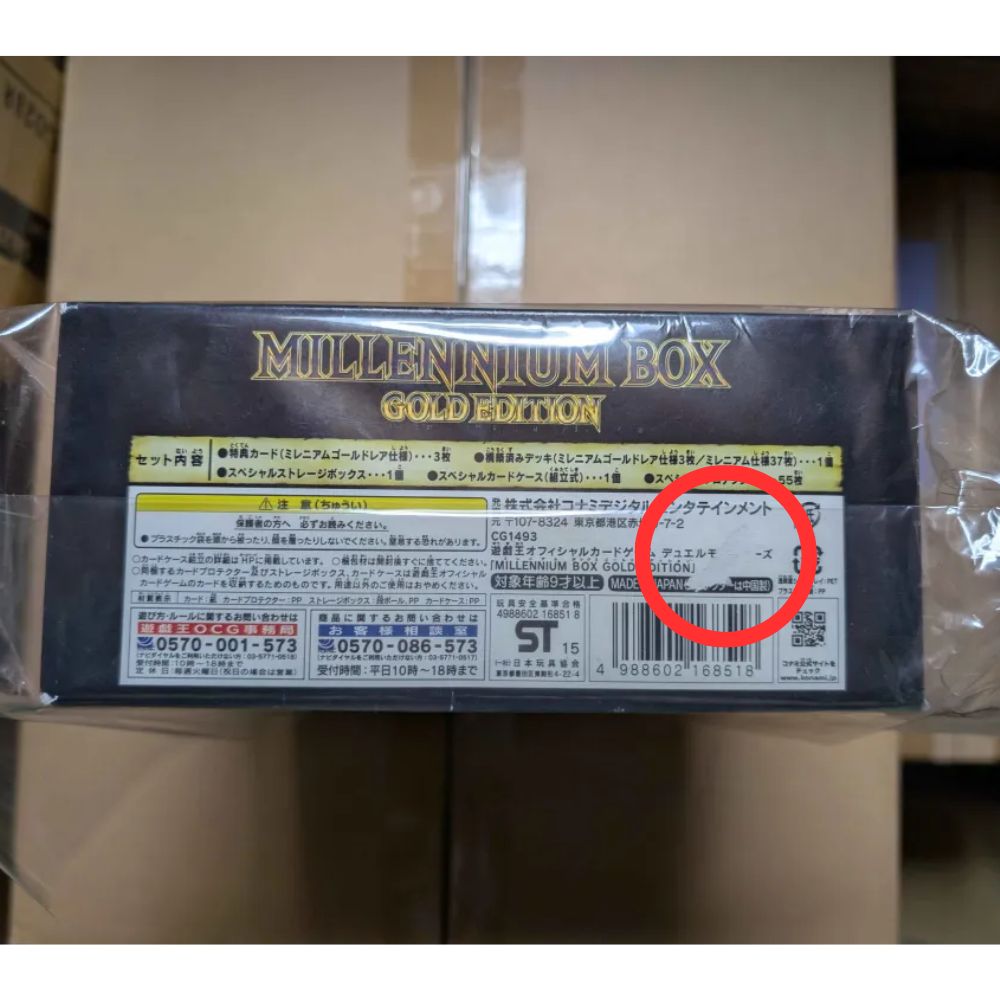 MILLENNIUM BOX
GOLD EDITION
セット内容
●特典カード(ミレニアムゴールドレア仕様)・・・3枚
●構築済みデッキ(ミレニアムゴールドレア仕様3枚/ミレニアム仕様37枚)・・・1個
●スペシャルストレージボックス・・・1個
●スペシャルカードケース(組立式)・・・1個
55枚
注意(ちゅうい)
保護者の方へ 必ずお読みください。
●プラスチック袋を頭から被ったり、顔を覆ったりしないでください。窒息する恐れがあります。
○カードケース組立の詳細はHPに掲載しています。 ○梱包材は開封後すぐに捨ててください。
○同梱するカードプロテクター及びストレージボックス、カードケースは遊戯王オフィシャル
カードゲームのカードを収納するためのものです。用途以外のご使用はおやめください。
材質表示 カード:紙 カードプロテクター:PP ストレージボックス:段ボール、PP カードケース:PP
遊び方・ルールに関するお問い合わせは
遊戯王OCG事務局
0570-001-573
受付時間:10時~18時
定休日:毎週火曜日(祝日の場合は営業)
商品に関するお問い合わせは
お客様相談室
0570-086-573
受付時間:平日10時~18時まで
株式会社コナミデジタル ンタテインメント
元 〒107-8324 東京都港区赤 -7-2
CG1493
遊戯王オフィシャルカードゲーム デュエルモ ーズ
「MILLENNIUM BOX GOLD EDITION」
対象年齢9才以上
MADE JAPAN は中国製)
玩具安全基準合格
4988602 16851 8
ST 15
(一社)日本玩具協会
東京都墨田区東駒形4-22-4
4 988602 168518
プラ
コナミ公式サイトを
チェック
www.konami.jp